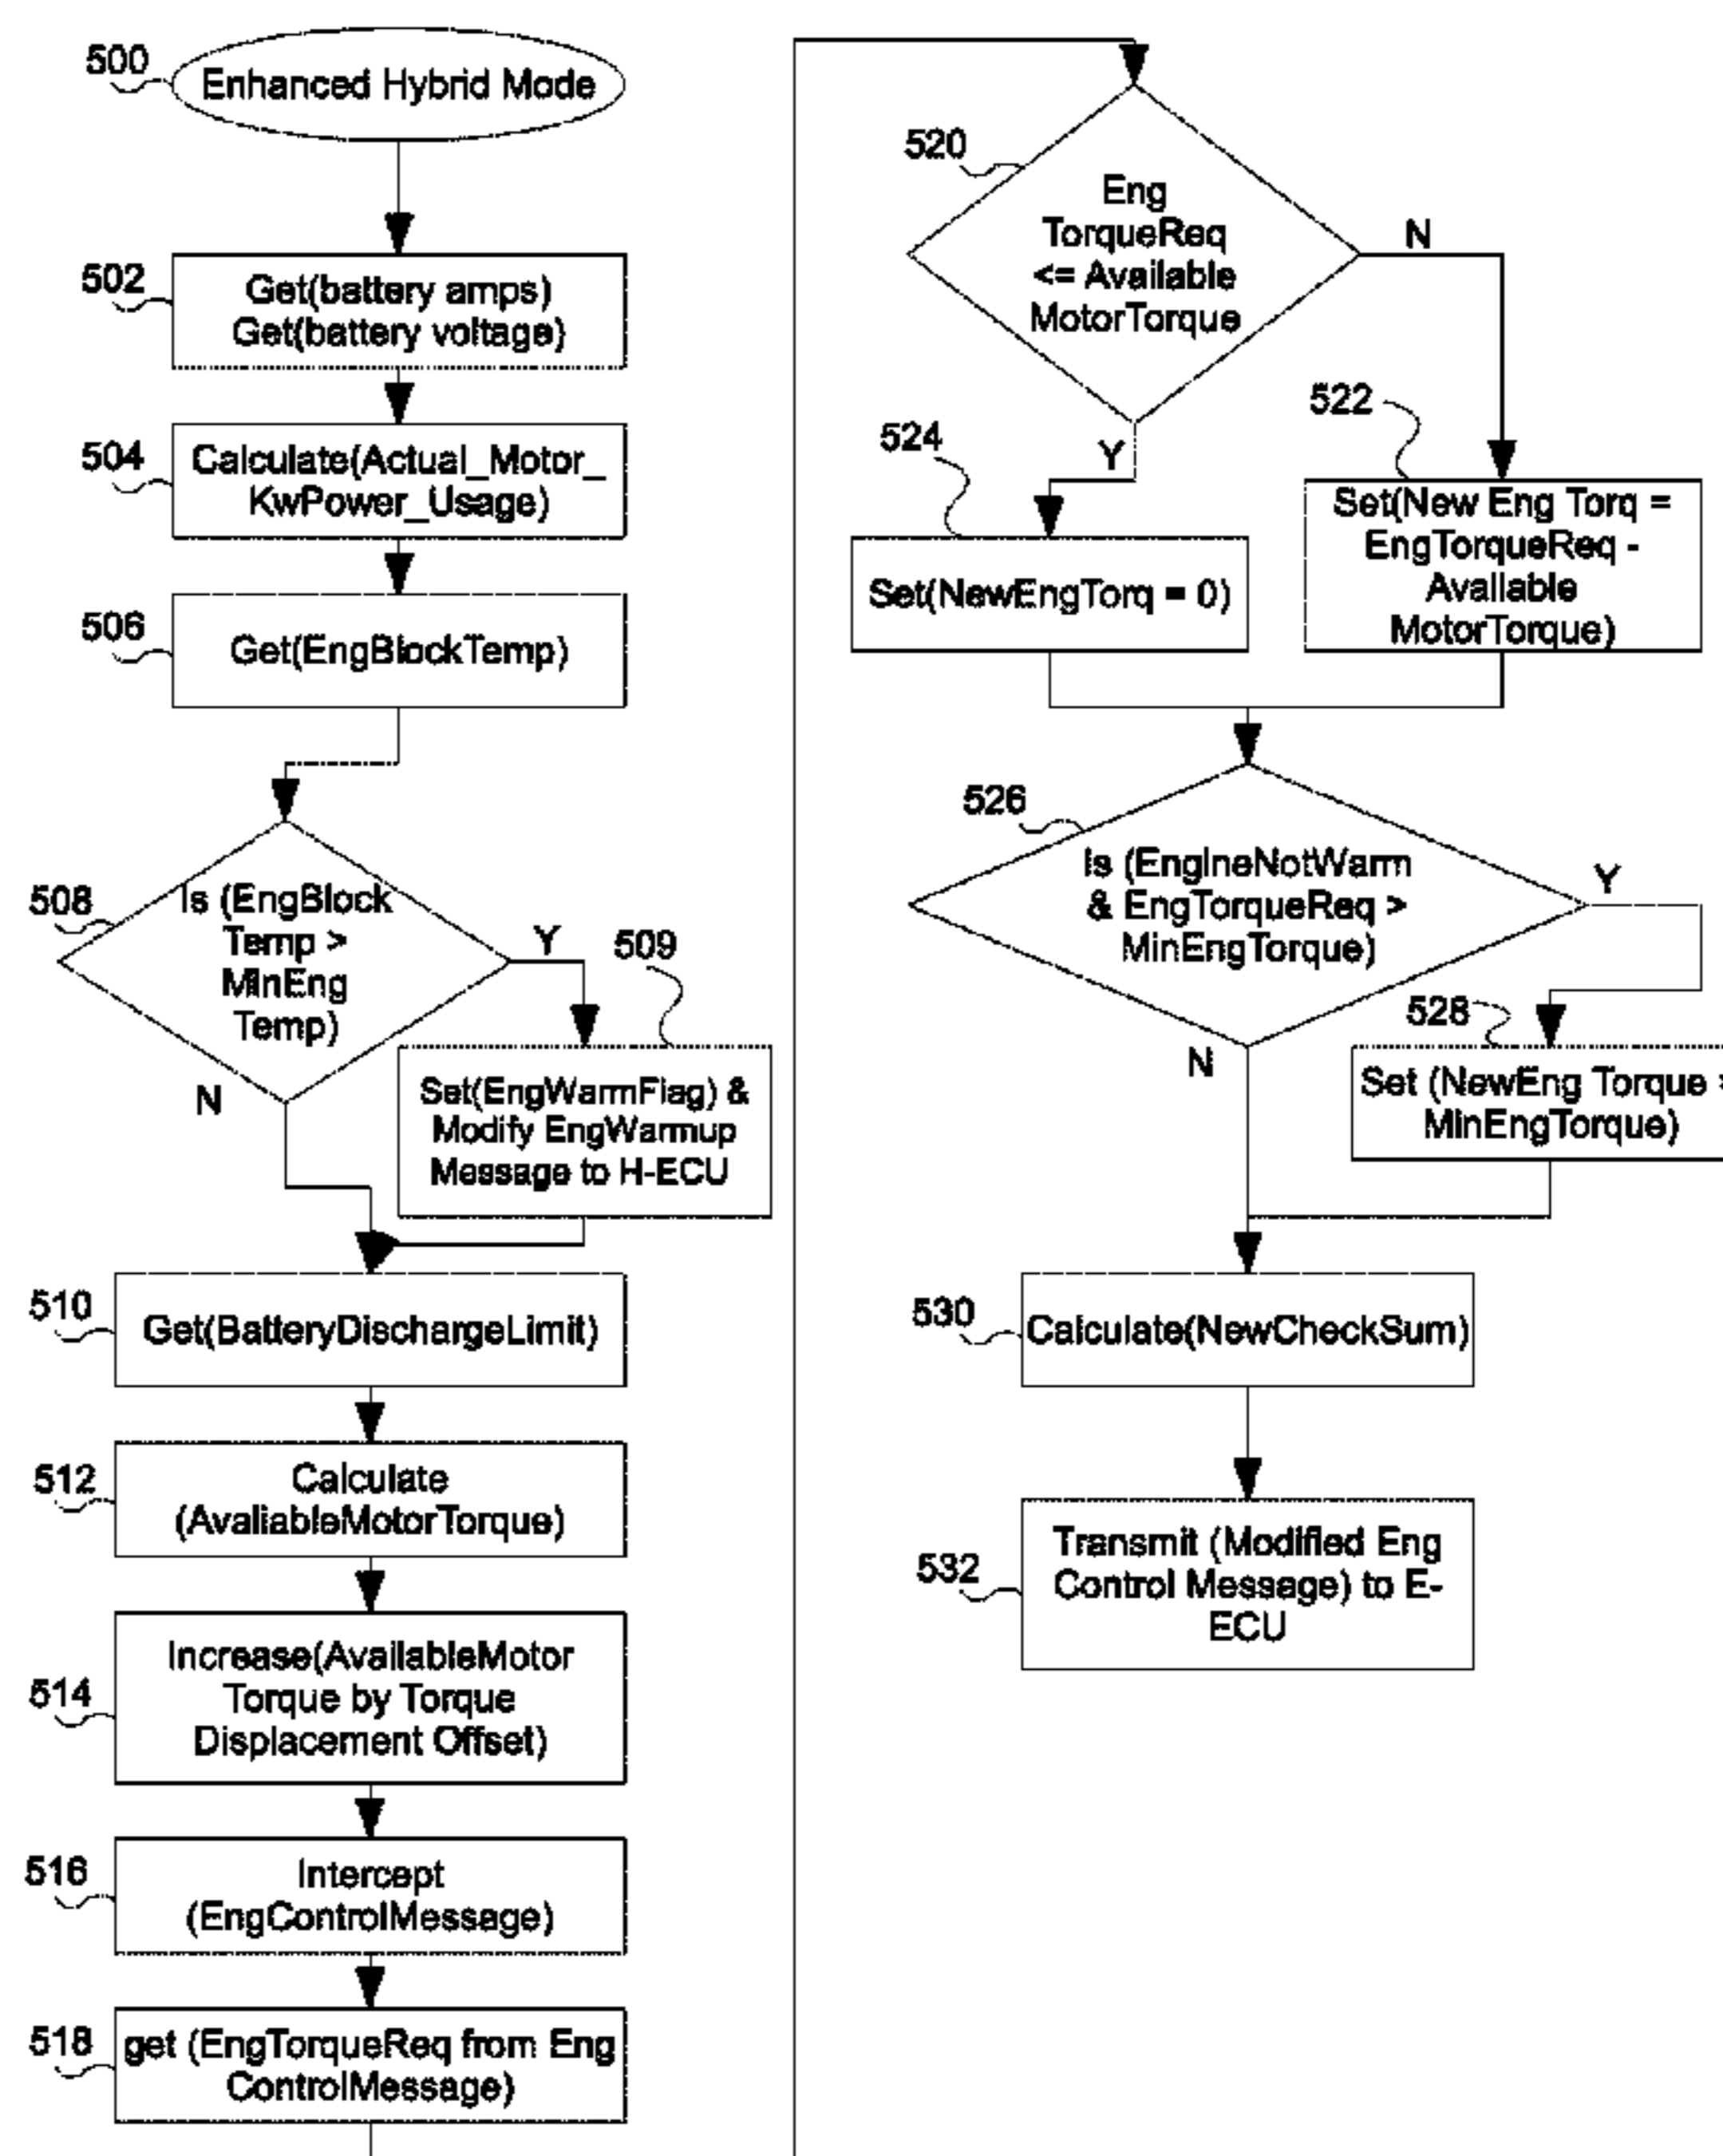 500
Enhanced Hybrid Mode
502
Get(battery amps)
Get(battery voltage)
504
Calculate(Actual_Motor_
KwPower_Usage)
506
Get(EngBlockTemp)
508
Is (EngBlock
Temp >
MinEng
Temp)
Y
N
509
Set(EngWarmFlag) &
Modify EngWarmup
Message to H-ECU
510
Get(BatteryDischargeLimit)
512
Calculate
(AvaliableMotorTorque)
514
Increase(AvailableMotor
Torque by Torque
Displacement Offset)
516
Intercept
(EngControlMessage)
518
get (EngTorqueReq from Eng
ControlMessage)
520
Eng
TorqueReq
<= Available
MotorTorque
N
Y
522
Set(New Eng Torq =
EngTorqueReq -
Available
MotorTorque)
524
Set(NewEngTorq = 0)
526
Is (EngineNotWarm
& EngTorqueReq >
MinEngTorque)
Y
N
528
Set (NewEng Torque
MinEngTorque)
530
Calculate(NewCheckSum)
532
Transmit (Modified Eng
Control Message) to E-
ECU